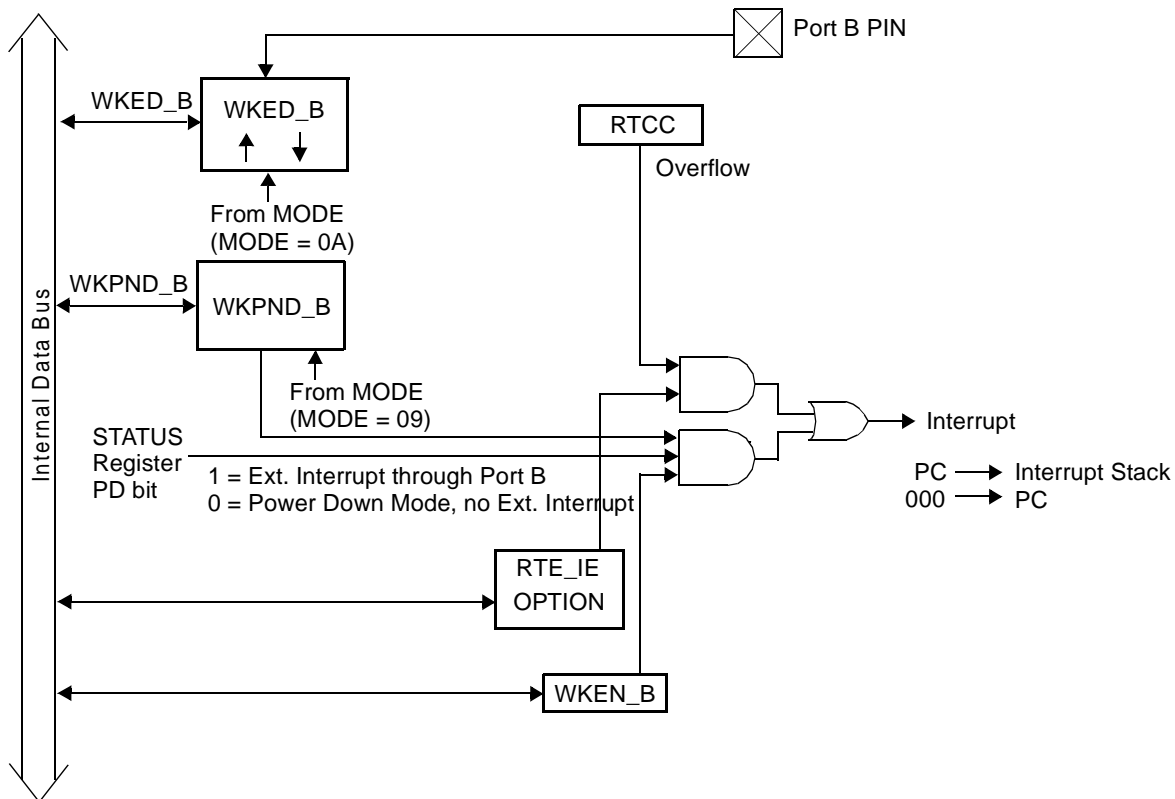 Port B PIN
WKED_B
WKED_B
RTCC
Overflow
From MODE
(MODE = 0A)
WKPND_B
WKPND_B
Internal Data Bus
From MODE
(MODE = 09)
Interrupt
STATUS
Register
PD bit
1 = Ext. Interrupt through Port B
0 = Power Down Mode, no Ext. Interrupt
PC Interrupt Stack
000 PC
RTE_IE
OPTION
WKEN_B